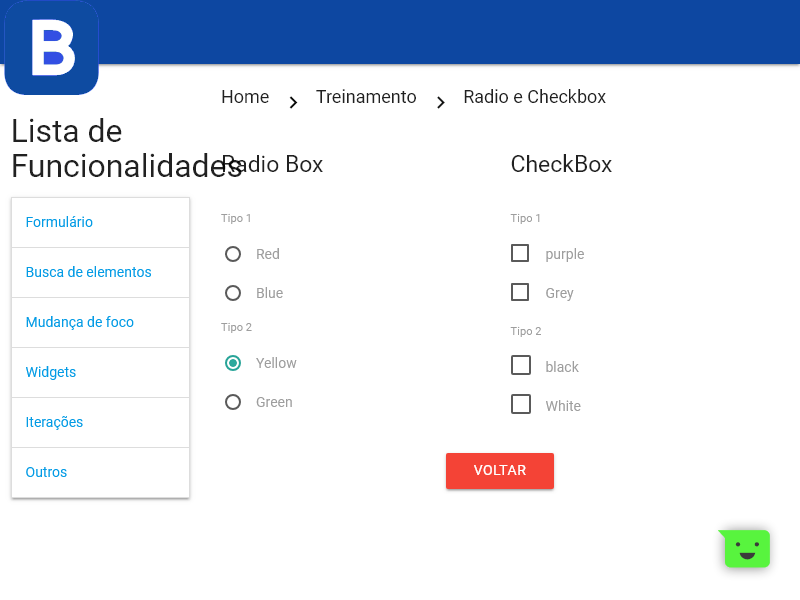 B
Home
Treinamento
Radio e Checkbox
Lista de
Funcionalidades
Formulário
Busca de elementos
Mudança de foco
Widgets
Iterações
Outros
Radio Box
Tipo 1
Red
Blue
Tipo 2
Yellow
Green
CheckBox
Tipo 1
purple
Grey
Tipo 2
black
White
VOLTAR